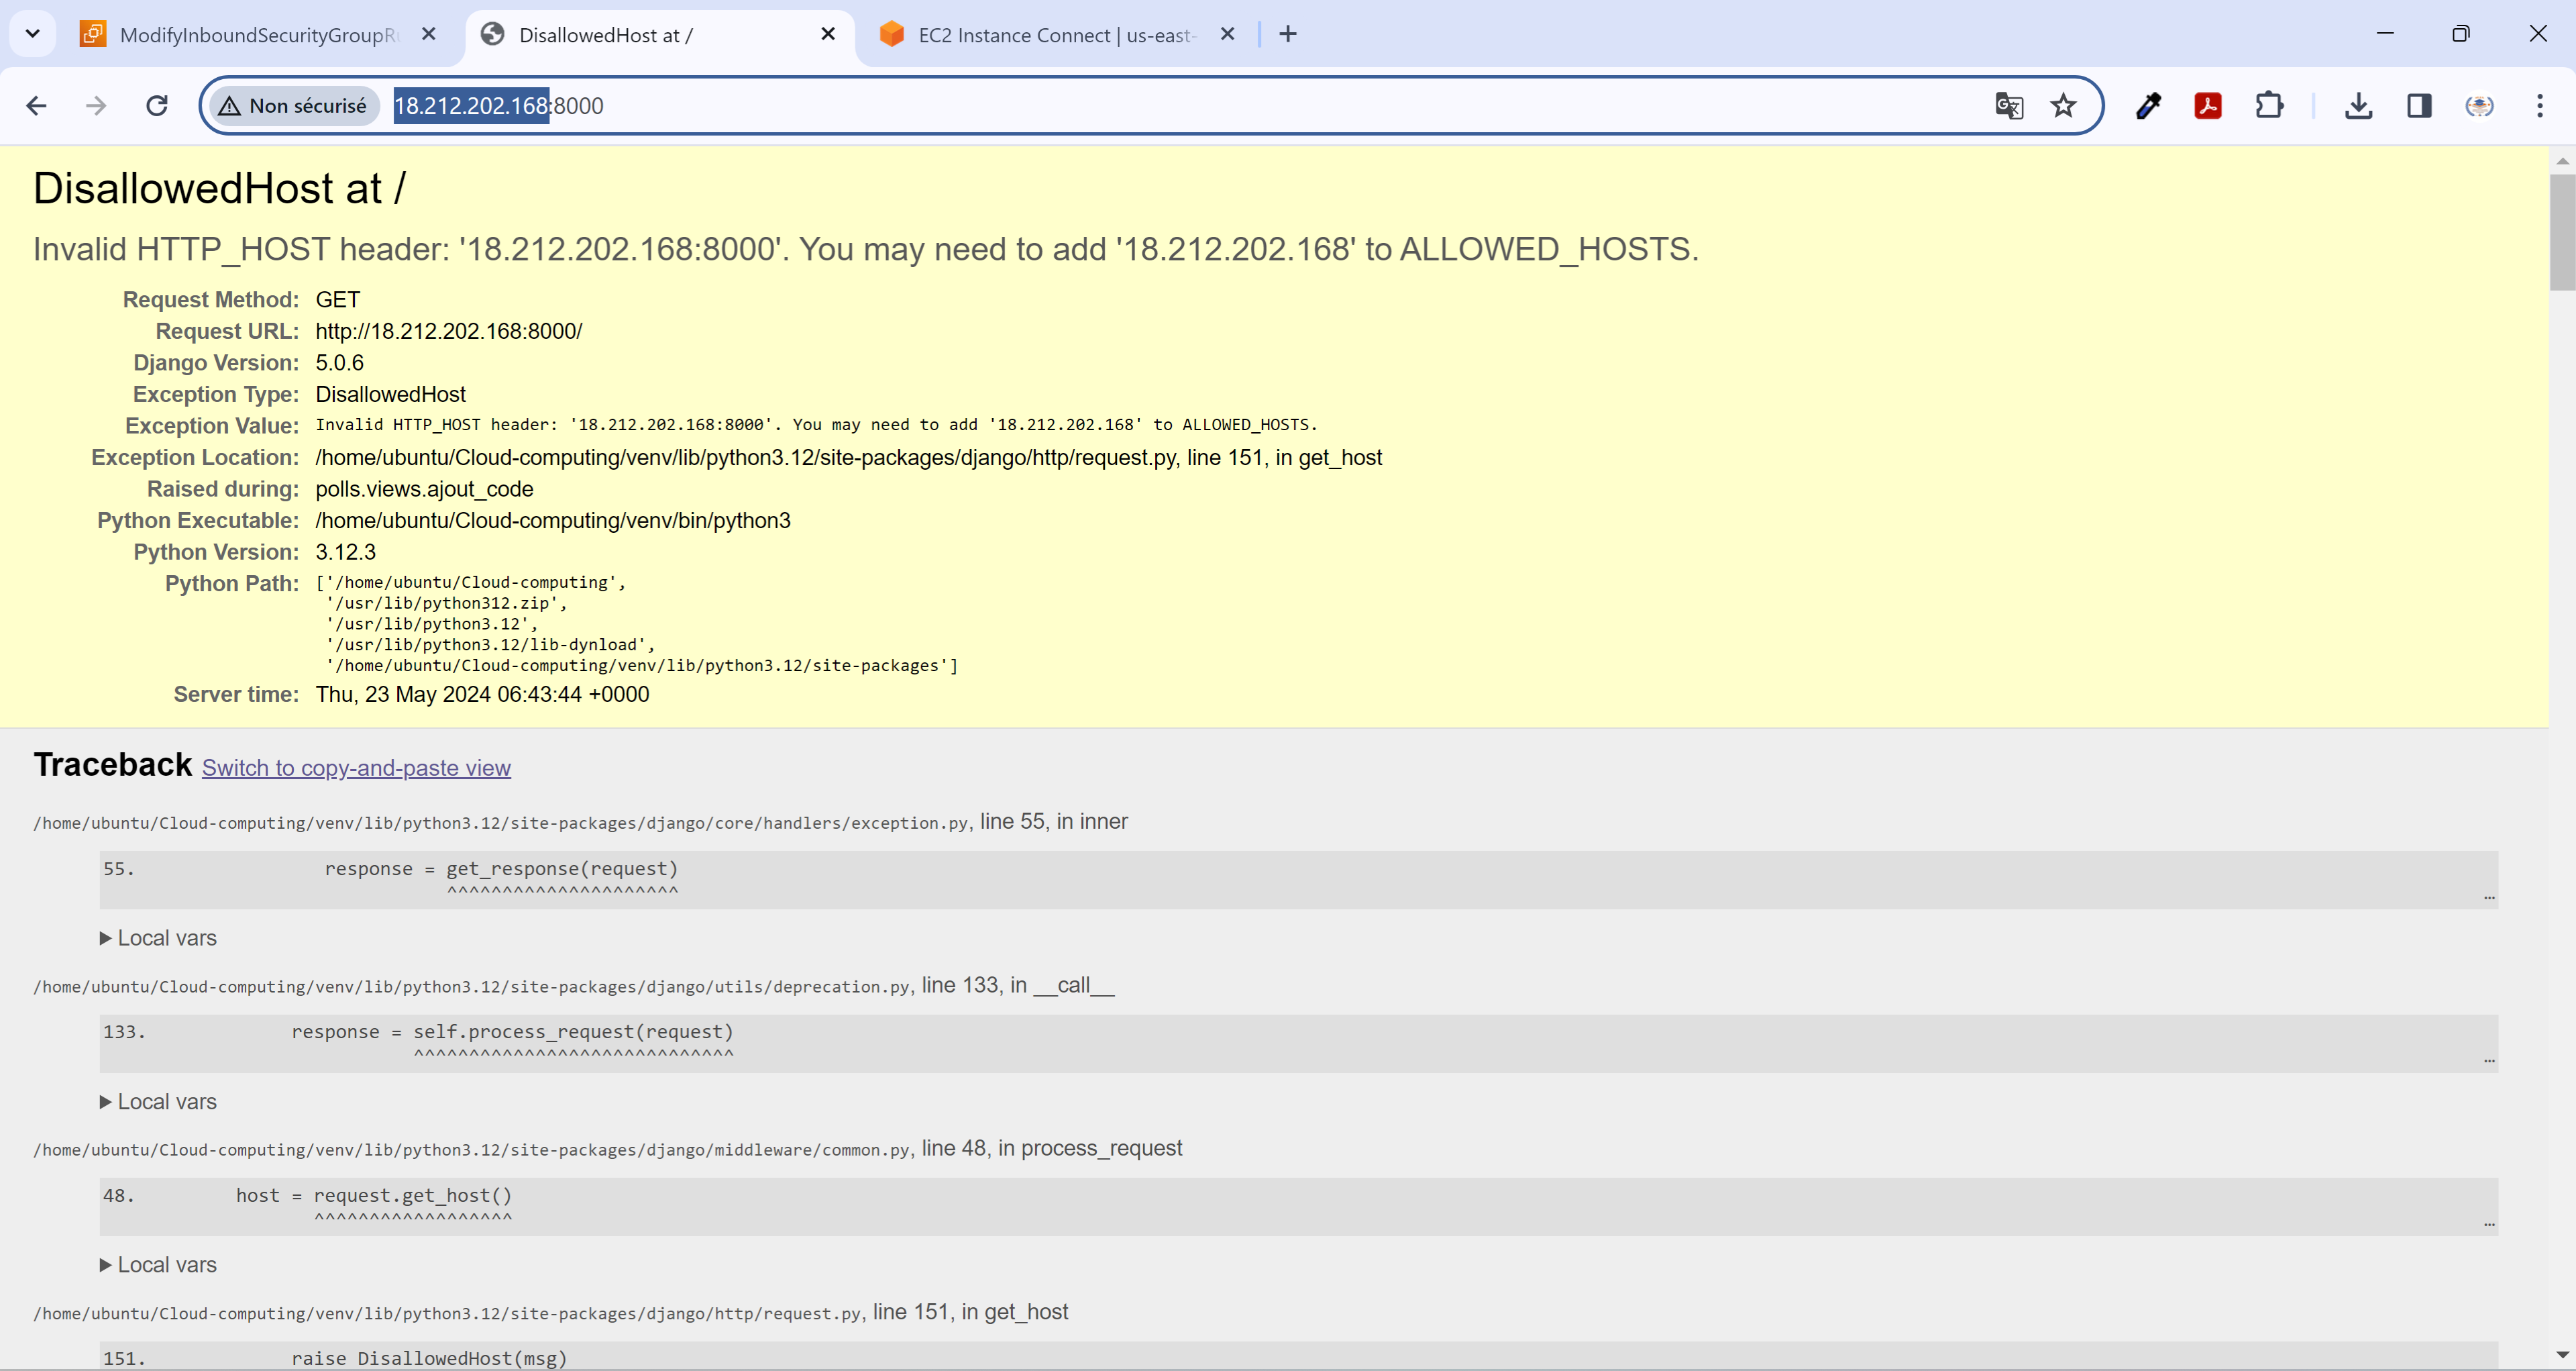 ModifyInboundSecurityGroupRu
DisallowedHost at /
EC2 Instance Connect | us-east-
Non sécurisé
18.212.202.168:8000
DisallowedHost at /
Invalid HTTP_HOST header: '18.212.202.168:8000'. You may need to add '18.212.202.168' to ALLOWED_HOSTS.
Request Method: GET
Request URL: http://18.212.202.168:8000/
Django Version: 5.0.6
Exception Type: DisallowedHost
Exception Value: Invalid HTTP_HOST header: '18.212.202.168:8000'. You may need to add '18.212.202.168' to ALLOWED_HOSTS.
Exception Location: /home/ubuntu/Cloud-computing/venv/lib/python3.12/site-packages/django/http/request.py, line 151, in get_host
Raised during: polls.views.ajout_code
Python Executable: /home/ubuntu/Cloud-computing/venv/bin/python3
Python Version: 3.12.3
Python Path: ['/home/ubuntu/Cloud-computing',
'/usr/lib/python312.zip',
'/usr/lib/python3.12',
'/usr/lib/python3.12/lib-dynload',
'/home/ubuntu/Cloud-computing/venv/lib/python3.12/site-packages']
Server time: Thu, 23 May 2024 06:43:44 +0000
Traceback Switch to copy-and-paste view
/home/ubuntu/Cloud-computing/venv/lib/python3.12/site-packages/django/core/handlers/exception.py, line 55, in inner
55. response = get_response(request)
^^^^^^^^^^^^^^^^^^^^^
…
Local vars
/home/ubuntu/Cloud-computing/venv/lib/python3.12/site-packages/django/utils/deprecation.py, line 133, in __call__
133. response = self.process_request(request)
^^^^^^^^^^^^^^^^^^^^^^^^^^^^^
…
Local vars
/home/ubuntu/Cloud-computing/venv/lib/python3.12/site-packages/django/middleware/common.py, line 48, in process_request
48. host = request.get_host()
^^^^^^^^^^^^^^^^^^
…
Local vars
/home/ubuntu/Cloud-computing/venv/lib/python3.12/site-packages/django/http/request.py, line 151, in get_host
151. raise DisallowedHost(msg)